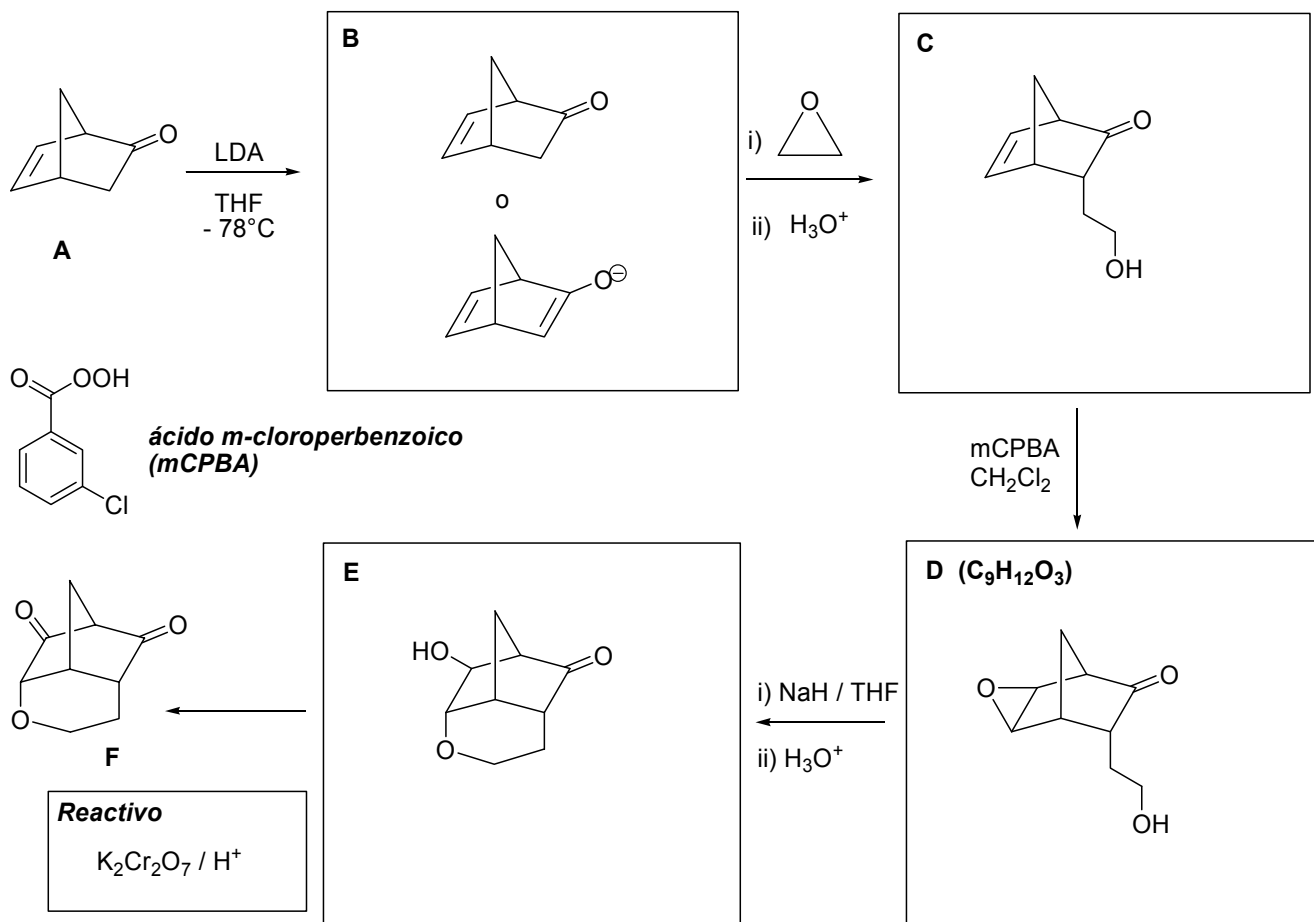 B
O
O
A
LDA
THF
- 78°C
o
O⊖
i)
O
ii) H₃O⁺
C
O
OH
O
OOH
Cl
ácido m-cloroperbenzoico
(mCPBA)
mCPBA
CH₂Cl₂
D (C₉H₁₂O₃)
O
O
OH
i) NaH / THF
ii) H₃O⁺
E
HO
O
O
O
O
O
F
Reactivo
K₂Cr₂O₇ / H⁺